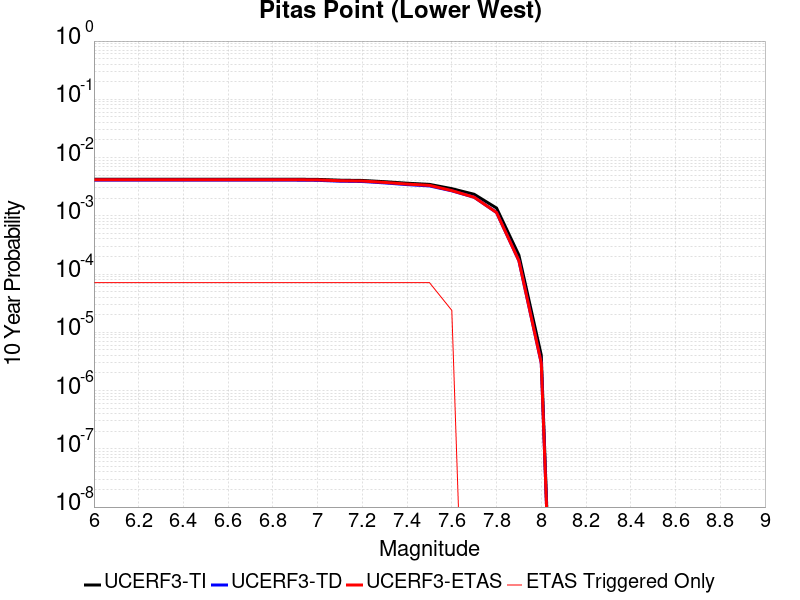 Pitas Point (Lower West)
10^0
10^-1
10^-2
10^-3
10^-4
10^-5
10^-6
10^-7
10^-8
10 Year Probability
6 6.2 6.4 6.6 6.8 7 7.2 7.4 7.6 7.8 8 8.2 8.4 8.6 8.8 9
Magnitude
UCERF3-TI UCERF3-TD UCERF3-ETAS ETAS Triggered Only